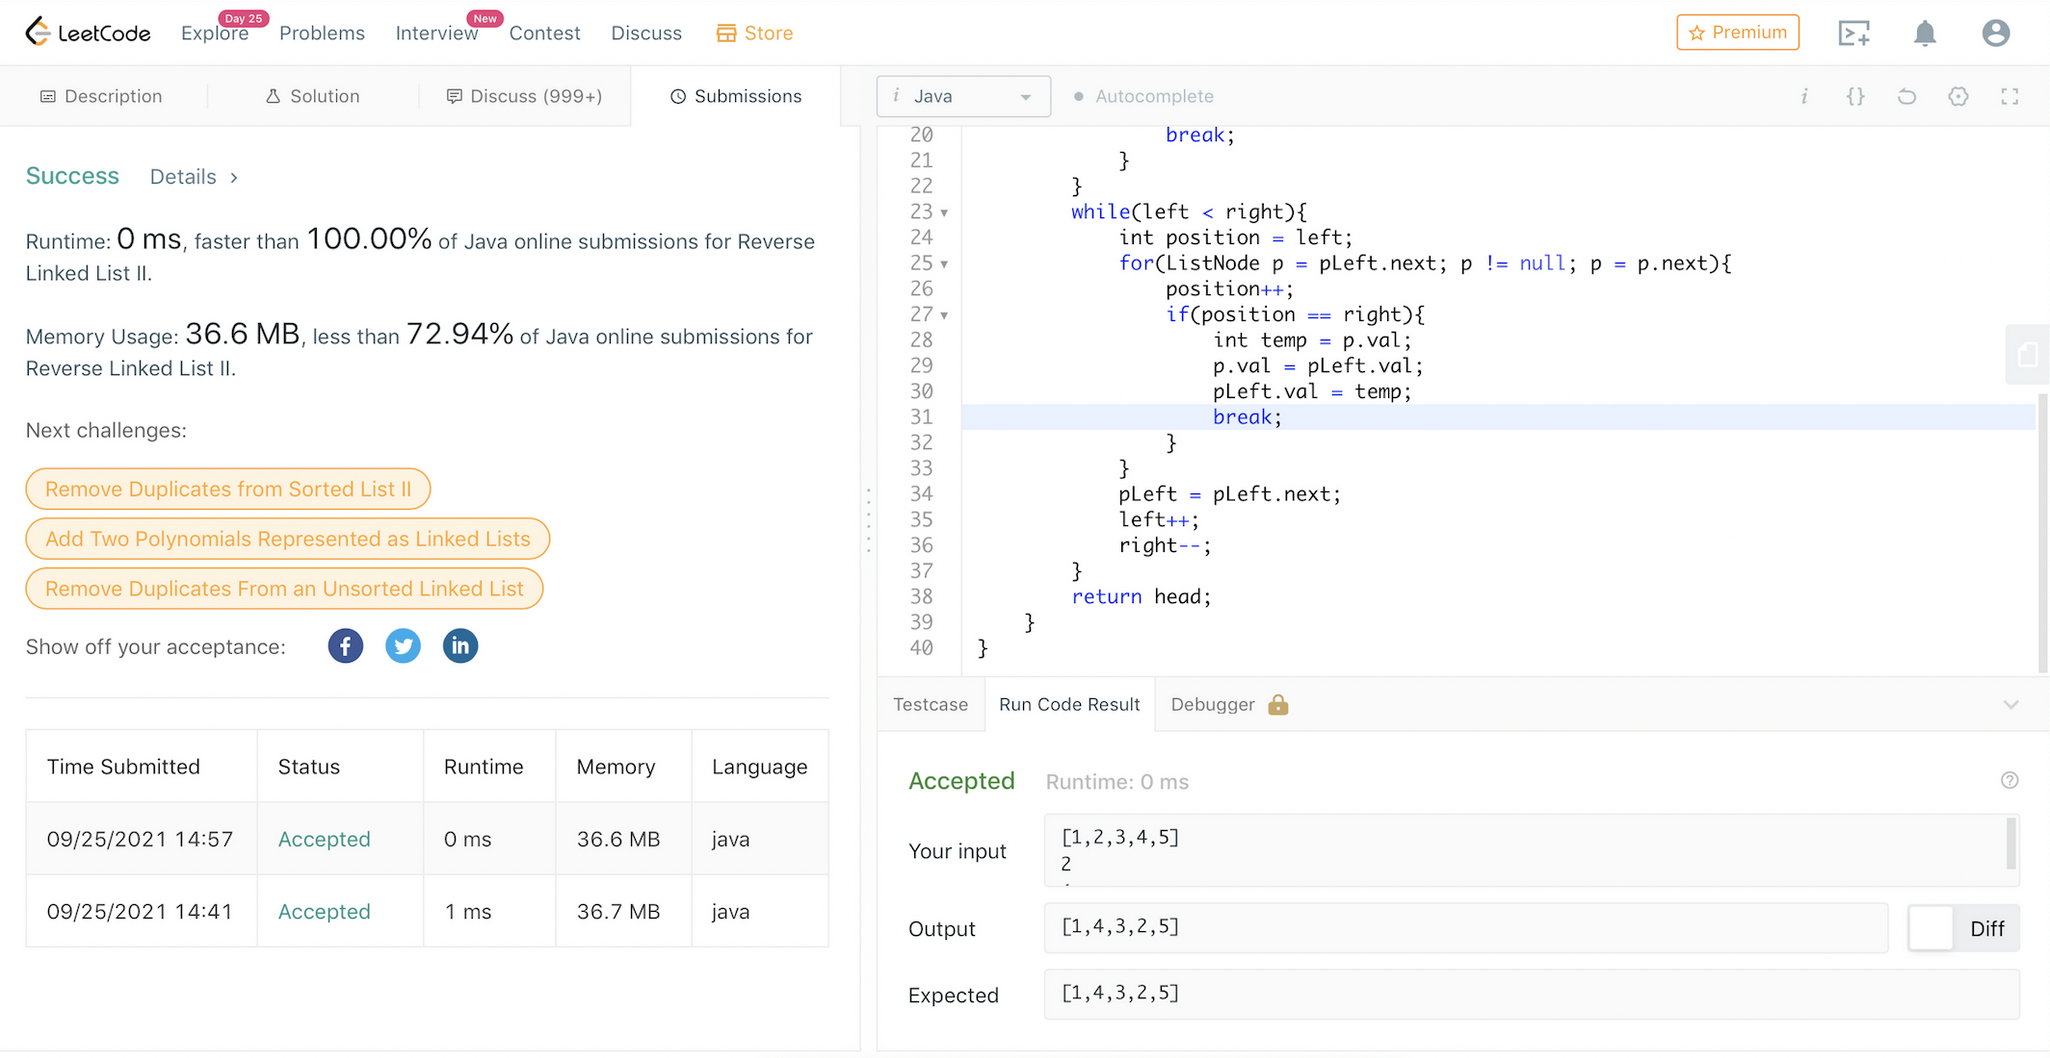 LeetCode Explore Day 25 Problems Interview New Contest Discuss Store Premium
Description Solution Discuss (999+) Submissions
Success Details >
Runtime: 0 ms, faster than 100.00% of Java online submissions for Reverse
Linked List II.
Memory Usage: 36.6 MB, less than 72.94% of Java online submissions for
Reverse Linked List II.
Next challenges:
Remove Duplicates from Sorted List II
Add Two Polynomials Represented as Linked Lists
Remove Duplicates From an Unsorted Linked List
Show off your acceptance: f in
Time Submitted Status Runtime Memory Language
09/25/2021 14:57 Accepted 0 ms 36.6 MB java
09/25/2021 14:41 Accepted 1 ms 36.7 MB java
i Java Autocomplete i {}
20 break;
21 }
22 }
23 while(left < right){
24 int position = left;
25 for(ListNode p = pLeft.next; p != null; p = p.next){
26 position++;
27 if(position == right){
28 int temp = p.val;
29 p.val = pLeft.val;
30 pLeft.val = temp;
31 break;
32 }
33 }
34 pLeft = pLeft.next;
35 left++;
36 right--;
37 }
38 return head;
39 }
40 }
Testcase Run Code Result Debugger
Accepted Runtime: 0 ms ?
Your input [1,2,3,4,5]
2
Output [1,4,3,2,5] Diff
Expected [1,4,3,2,5]